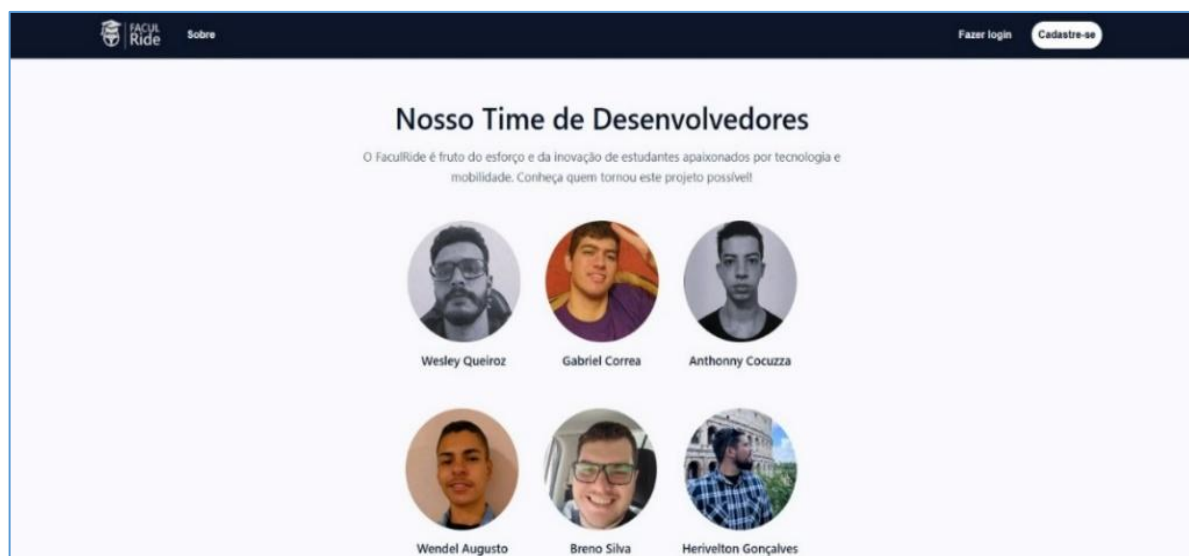 FACUL
Ride
Sobre
Fazer login
Cadastre-se
Nosso Time de Desenvolvedores
O FaculRide é fruto do esforço e da inovação de estudantes apaixonados por tecnologia e
mobilidade. Conheça quem tornou este projeto possível!
Wesley Queiroz
Gabriel Correa
Anthonny Cocuzza
Wendel Augusto
Breno Silva
Herivelton Gonçalves